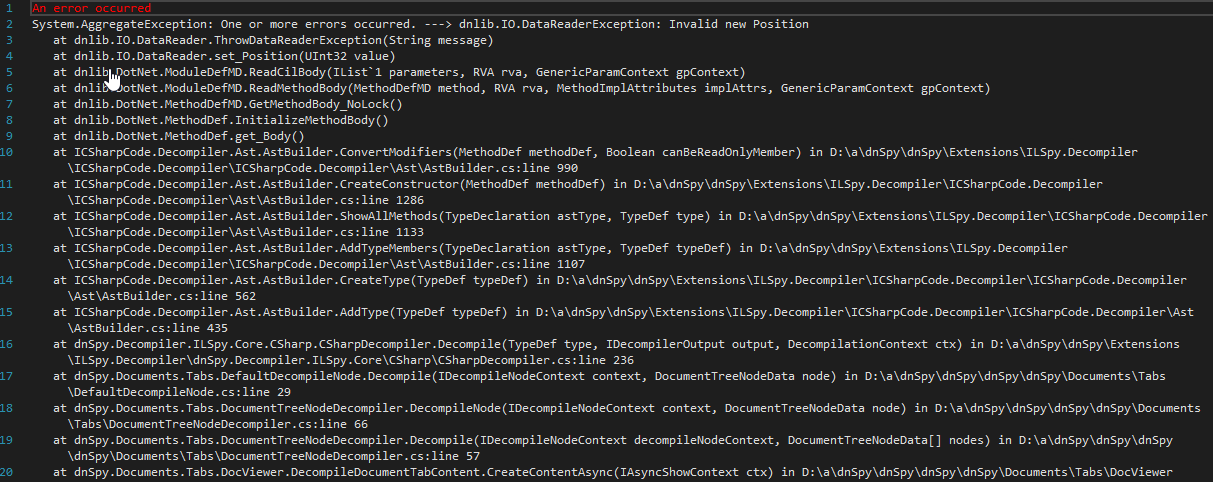 1 An error occurred
2 System.AggregateException: One or more errors occurred. ---> dnlib.IO.DataReaderException: Invalid new Position
3 at dnlib.IO.DataReader.ThrowDataReaderException(String message)
4 at dnlib.IO.DataReader.set_Position(UInt32 value)
5 at dnlib.DotNet.ModuleDefMD.ReadCilBody(IList`1 parameters, RVA rva, GenericParamContext gpContext)
6 at dnlib.DotNet.ModuleDefMD.ReadMethodBody(MethodDefMD method, RVA rva, MethodImplAttributes implAttrs, GenericParamContext gpContext)
7 at dnlib.DotNet.MethodDefMD.GetMethodBody_NoLock()
8 at dnlib.DotNet.MethodDef.InitializeMethodBody()
9 at dnlib.DotNet.MethodDef.get_Body()
10 at ICSharpCode.Decompiler.Ast.AstBuilder.ConvertModifiers(MethodDef methodDef, Boolean canBeReadOnlyMember) in D:\a\dnSpy\dnSpy\Extensions\ILSpy.Decompiler
\ICSharpCode.Decompiler\ICSharpCode.Decompiler\Ast\AstBuilder.cs:line 990
11 at ICSharpCode.Decompiler.Ast.AstBuilder.CreateConstructor(MethodDef methodDef) in D:\a\dnSpy\dnSpy\Extensions\ILSpy.Decompiler\ICSharpCode.Decompiler
\ICSharpCode.Decompiler\Ast\AstBuilder.cs:line 1286
12 at ICSharpCode.Decompiler.Ast.AstBuilder.ShowAllMethods(TypeDeclaration astType, TypeDef type) in D:\a\dnSpy\dnSpy\Extensions\ILSpy.Decompiler\ICSharpCode.Decompiler
\ICSharpCode.Decompiler\Ast\AstBuilder.cs:line 1133
13 at ICSharpCode.Decompiler.Ast.AstBuilder.AddTypeMembers(TypeDeclaration astType, TypeDef typeDef) in D:\a\dnSpy\dnSpy\Extensions\ILSpy.Decompiler
\ICSharpCode.Decompiler\ICSharpCode.Decompiler\Ast\AstBuilder.cs:line 1107
14 at ICSharpCode.Decompiler.Ast.AstBuilder.CreateType(TypeDef typeDef) in D:\a\dnSpy\dnSpy\Extensions\ILSpy.Decompiler\ICSharpCode.Decompiler\ICSharpCode.Decompiler
\Ast\AstBuilder.cs:line 562
15 at ICSharpCode.Decompiler.Ast.AstBuilder.AddType(TypeDef typeDef) in D:\a\dnSpy\dnSpy\Extensions\ILSpy.Decompiler\ICSharpCode.Decompiler\ICSharpCode.Decompiler\Ast
\AstBuilder.cs:line 435
16 at dnSpy.Decompiler.ILSpy.Core.CSharp.CSharpDecompiler.Decompile(TypeDef type, IDecompilerOutput output, DecompilationContext ctx) in D:\a\dnSpy\dnSpy\Extensions
\ILSpy.Decompiler\dnSpy.Decompiler.ILSpy.Core\CSharp\CSharpDecompiler.cs:line 236
17 at dnSpy.Documents.Tabs.DefaultDecompileNode.Decompile(IDecompileNodeContext context, DocumentTreeNodeData node) in D:\a\dnSpy\dnSpy\dnSpy\dnSpy\Documents\Tabs
\DefaultDecompileNode.cs:line 29
18 at dnSpy.Documents.Tabs.DocumentTreeNodeDecompiler.DecompileNode(IDecompileNodeContext context, DocumentTreeNodeData node) in D:\a\dnSpy\dnSpy\dnSpy\dnSpy\Documents
\Tabs\DocumentTreeNodeDecompiler.cs:line 66
19 at dnSpy.Documents.Tabs.DocumentTreeNodeDecompiler.Decompile(IDecompileNodeContext decompileNodeContext, DocumentTreeNodeData[] nodes) in D:\a\dnSpy\dnSpy\dnSpy
\dnSpy\Documents\Tabs\DocumentTreeNodeDecompiler.cs:line 57
20 at dnSpy.Documents.Tabs.DocViewer.DecompileDocumentTabContent.CreateContentAsync(IAsyncShowContext ctx) in D:\a\dnSpy\dnSpy\dnSpy\dnSpy\Documents\Tabs\DocViewer